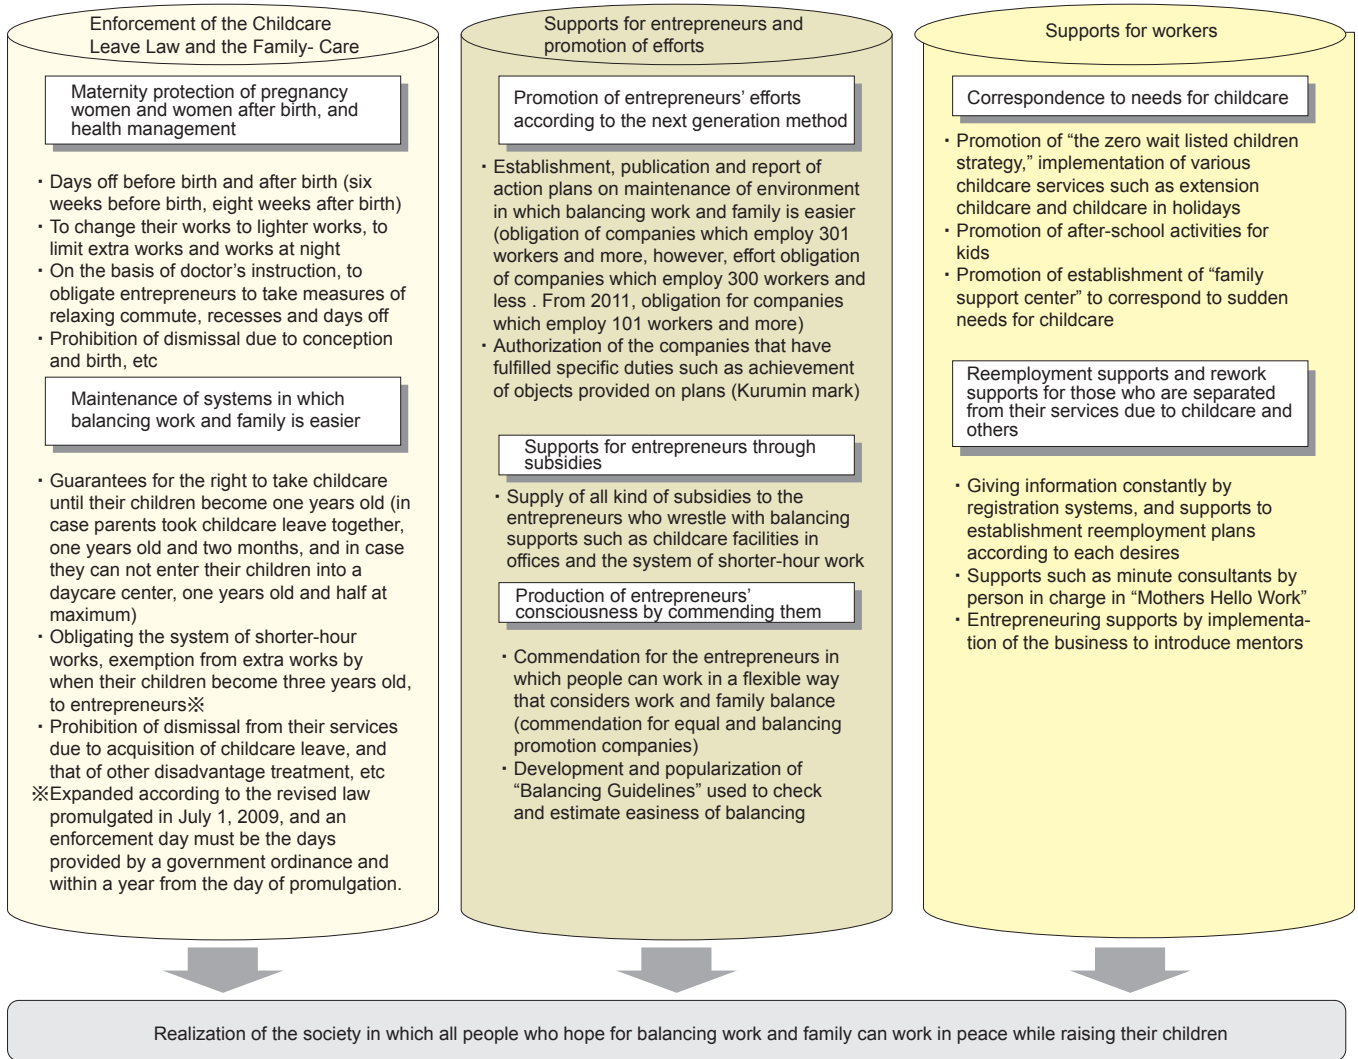 Enforcement of the Childcare
Leave Law and the Family- Care
Maternity protection of pregnancy
women and women after birth, and
health management
・Days off before birth and after birth (six
weeks before birth, eight weeks after birth)
・To change their works to lighter works, to
limit extra works and works at night
・On the basis of doctor’s instruction, to
obligate entrepreneurs to take measures of
relaxing commute, recesses and days off
・Prohibition of dismissal due to conception
and birth, etc
Maintenance of systems in which
balancing work and family is easier
・Guarantees for the right to take childcare
until their children become one years old (in
case parents took childcare leave together,
one years old and two months, and in case
they can not enter their children into a
daycare center, one years old and half at
maximum)
・Obligating the system of shorter-hour
works, exemption from extra works by
when their children become three years old,
to entrepreneurs※
・Prohibition of dismissal from their services
due to acquisition of childcare leave, and
that of other disadvantage treatment, etc
※Expanded according to the revised law
promulgated in July 1, 2009, and an
enforcement day must be the days
provided by a government ordinance and
within a year from the day of promulgation.
Supports for entrepreneurs and
promotion of efforts
Promotion of entrepreneurs’ efforts
according to the next generation method
・Establishment, publication and report of
action plans on maintenance of environment
in which balancing work and family is easier
(obligation of companies which employ 301
workers and more, however, effort obligation
of companies which employ 300 workers and
less . From 2011, obligation for companies
which employ 101 workers and more)
・Authorization of the companies that have
fulfilled specific duties such as achievement
of objects provided on plans (Kurumin mark)
Supports for entrepreneurs through
subsidies
・Supply of all kind of subsidies to the
entrepreneurs who wrestle with balancing
supports such as childcare facilities in
offices and the system of shorter-hour work
Production of entrepreneurs’
consciousness by commending them
・Commendation for the entrepreneurs in
which people can work in a flexible way
that considers work and family balance
(commendation for equal and balancing
promotion companies)
・Development and popularization of
“Balancing Guidelines” used to check
and estimate easiness of balancing
Supports for workers
Correspondence to needs for childcare
・Promotion of “the zero wait listed children
strategy,” implementation of various
childcare services such as extension
childcare and childcare in holidays
・Promotion of after-school activities for
kids
・Promotion of establishment of “family
support center” to correspond to sudden
needs for childcare
Reemployment supports and rework
supports for those who are separated
from their services due to childcare and
others
・Giving information constantly by
registration systems, and supports to
establishment reemployment plans
according to each desires
・Supports such as minute consultants by
person in charge in “Mothers Hello Work”
・Entrepreneuring supports by implementa-
tion of the business to introduce mentors
Realization of the society in which all people who hope for balancing work and family can work in peace while raising their children